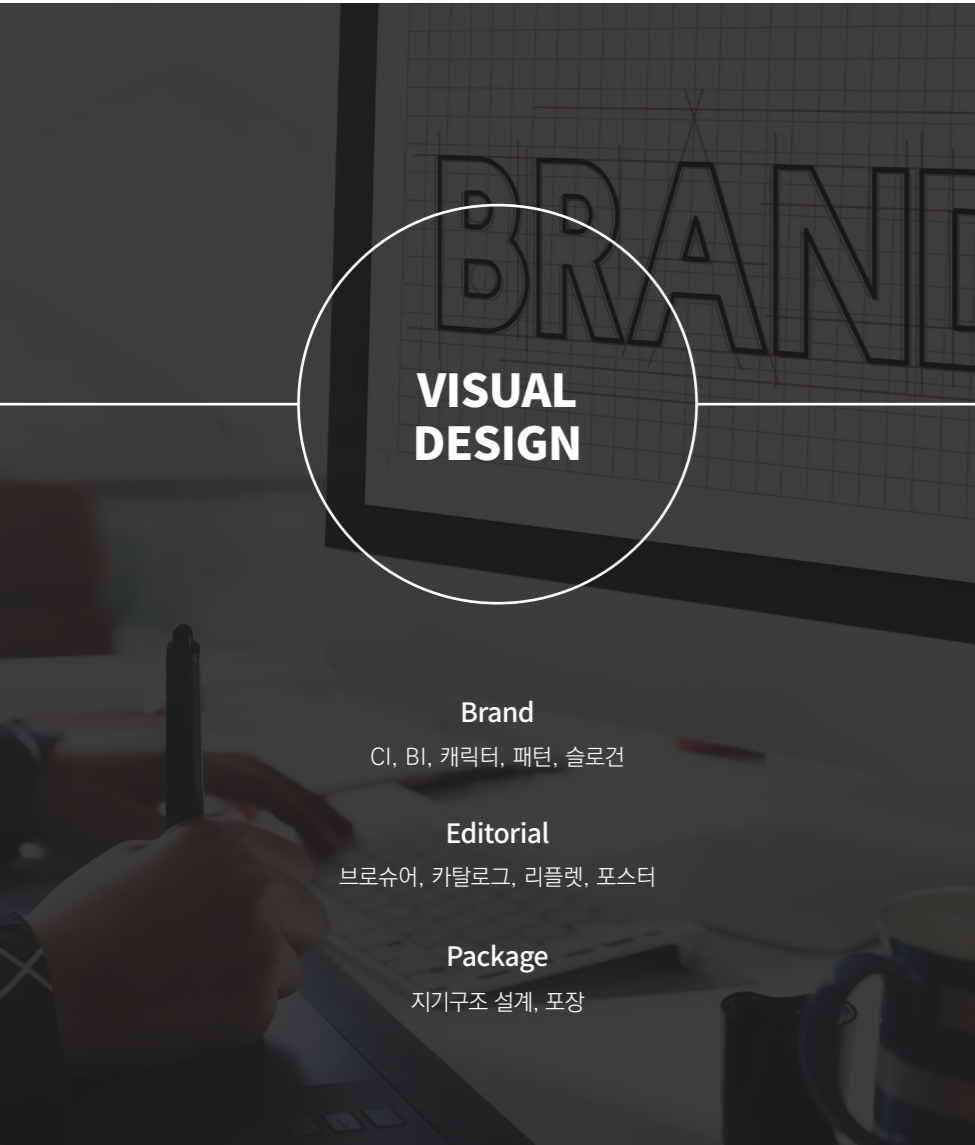 BRAND
VISUAL
DESIGN
Brand
CI, BI, 캐릭터, 패턴, 슬로건
Editorial
브로슈어, 카탈로그, 리플렛, 포스터
Package
지기구조 설계, 포장